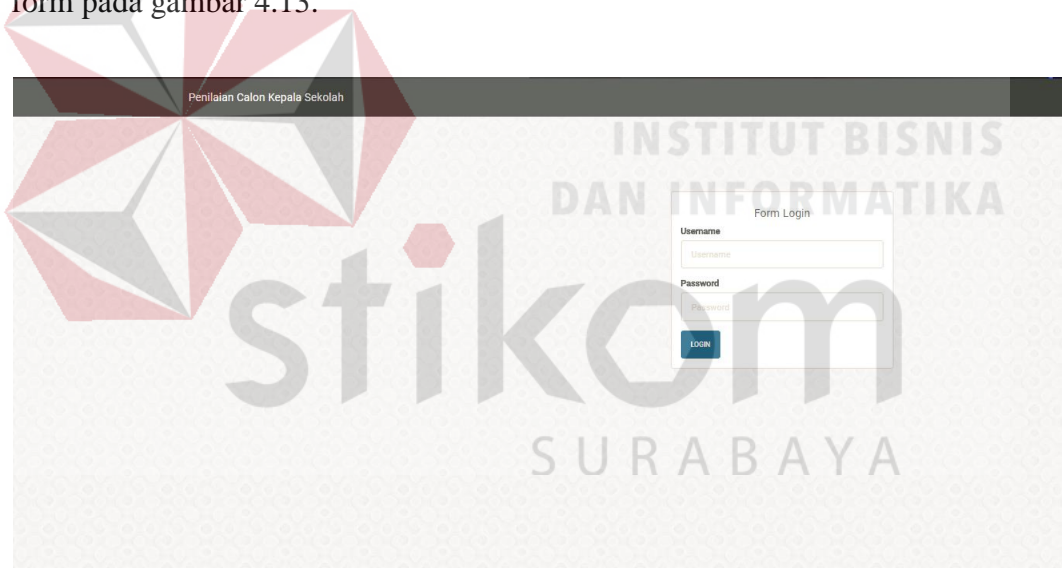 form pada gambar 4.13.
Penilaian Calon Kepala Sekolah
INSTITUT BISNIS
DAN INFORMATIKA
stikom
SURABAYA
Form Login
Username
Username
Password
Password
LOGIN